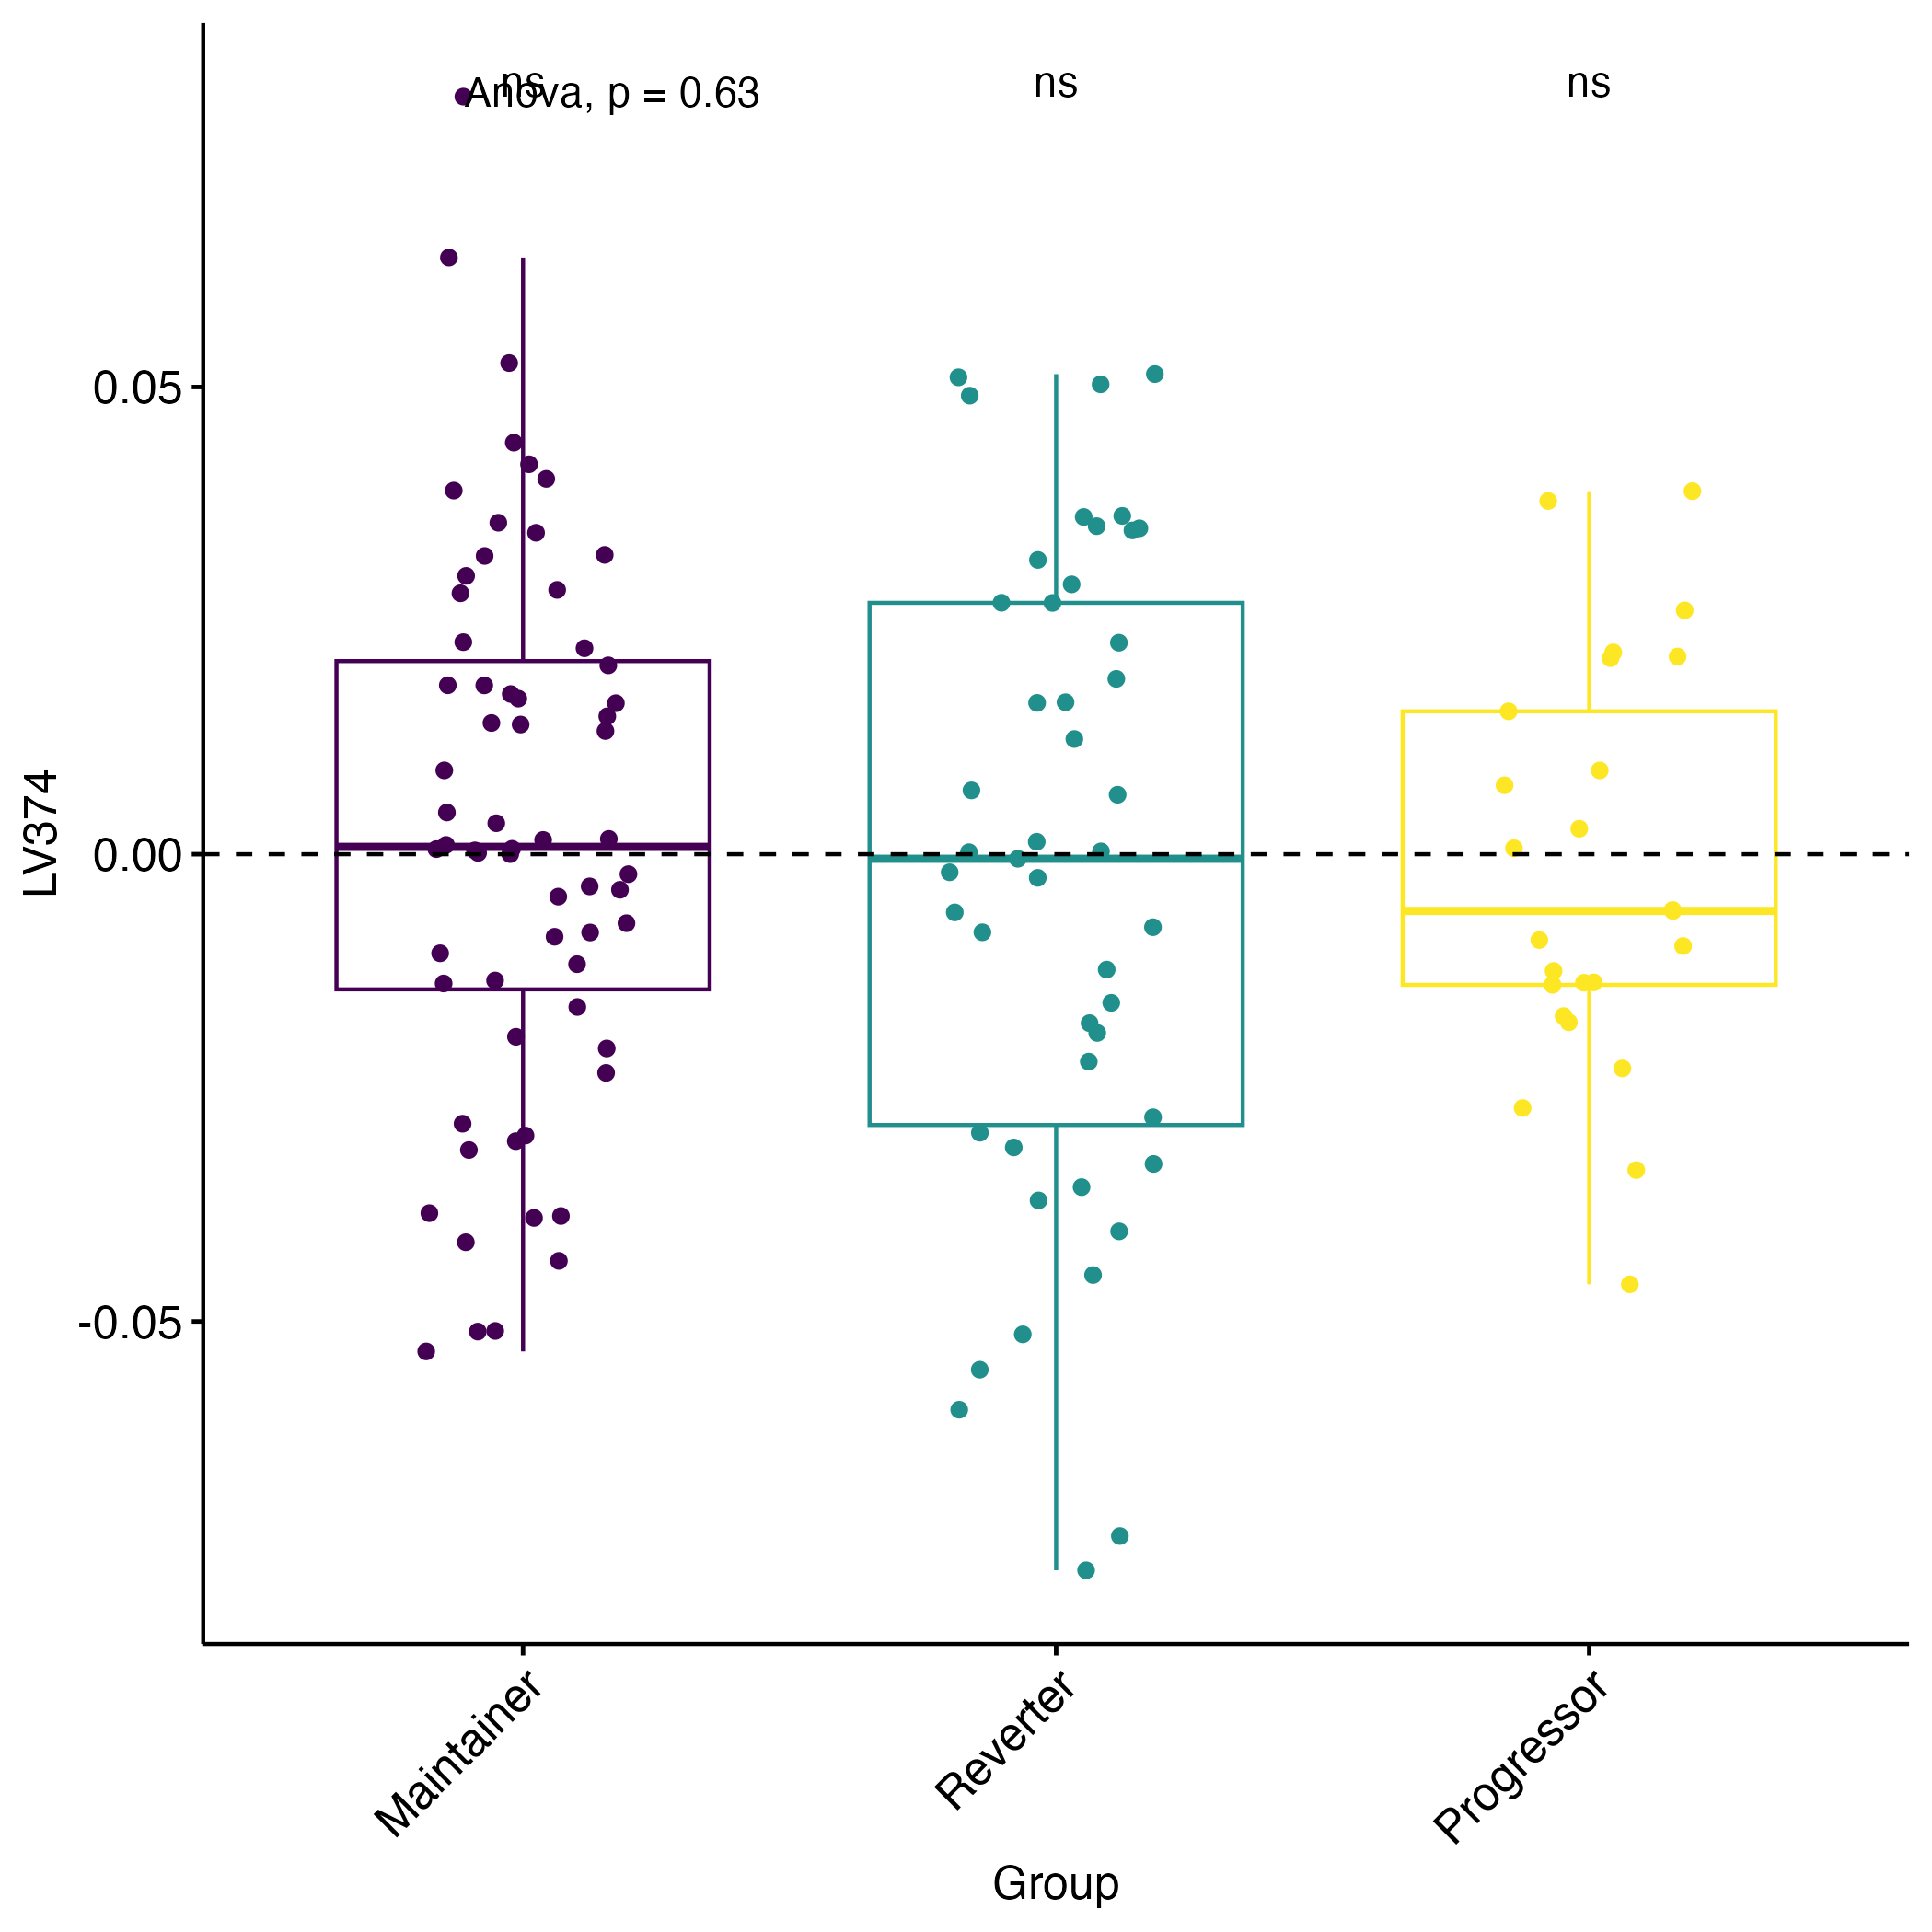 ns
ns
ns
Anova, p = 0.63
0.05
0.00
-0.05
LV374
Maintainer
Reverter
Progressor
Group